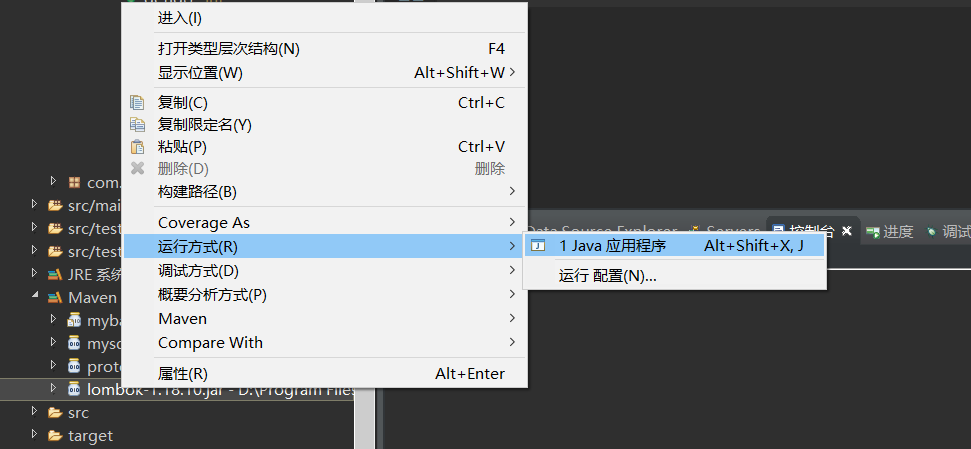 进入(I)
打开类型层次结构(N) F4
显示位置(W) Alt+Shift+W
复制(C) Ctrl+C
复制限定名(Y)
粘贴(P) Ctrl+V
删除(D) 删除
构建路径(B)
Coverage As
运行方式(R)
调试方式(D)
概要分析方式(P)
Maven
Compare With
属性(R) Alt+Enter
Data Source Explorer Servers 控制台 进度 调试
1 Java 应用程序 Alt+Shift+X, J
运行 配置(N)...
com.
src/mai
src/test
src/test
JRE 系统
Maven
myba
mysc
prot
lombok-1.18.10.jar - D:\Program Files
src
target